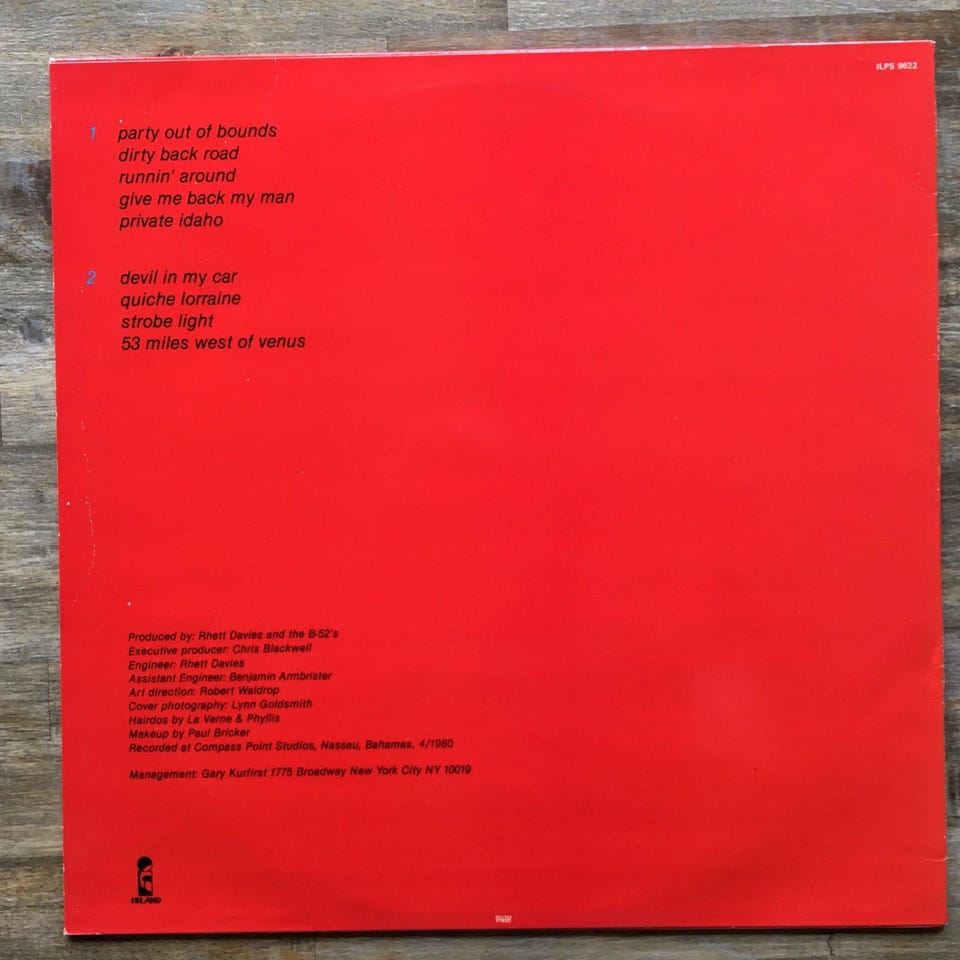 ILPS 9622
1 party out of bounds
dirty back road
runnin' around
give me back my man
private idaho
2 devil in my car
quiche lorraine
strobe light
53 miles west of venus
Produced by: Rhett Davies and the B-52's
Executive producer: Chris Blackwell
Engineer: Rhett Davies
Assistant Engineer: Benjamin Armbrister
Art direction: Robert Waldrop
Cover photography: Lynn Goldsmith
Hairdos by La Verne & Phyllis
Makeup by Paul Bricker
Recorded at Compass Point Studios, Nassau, Bahamas, 4/1980
Management: Gary Kurfirst 1775 Broadway New York City NY 10019
ISLAND